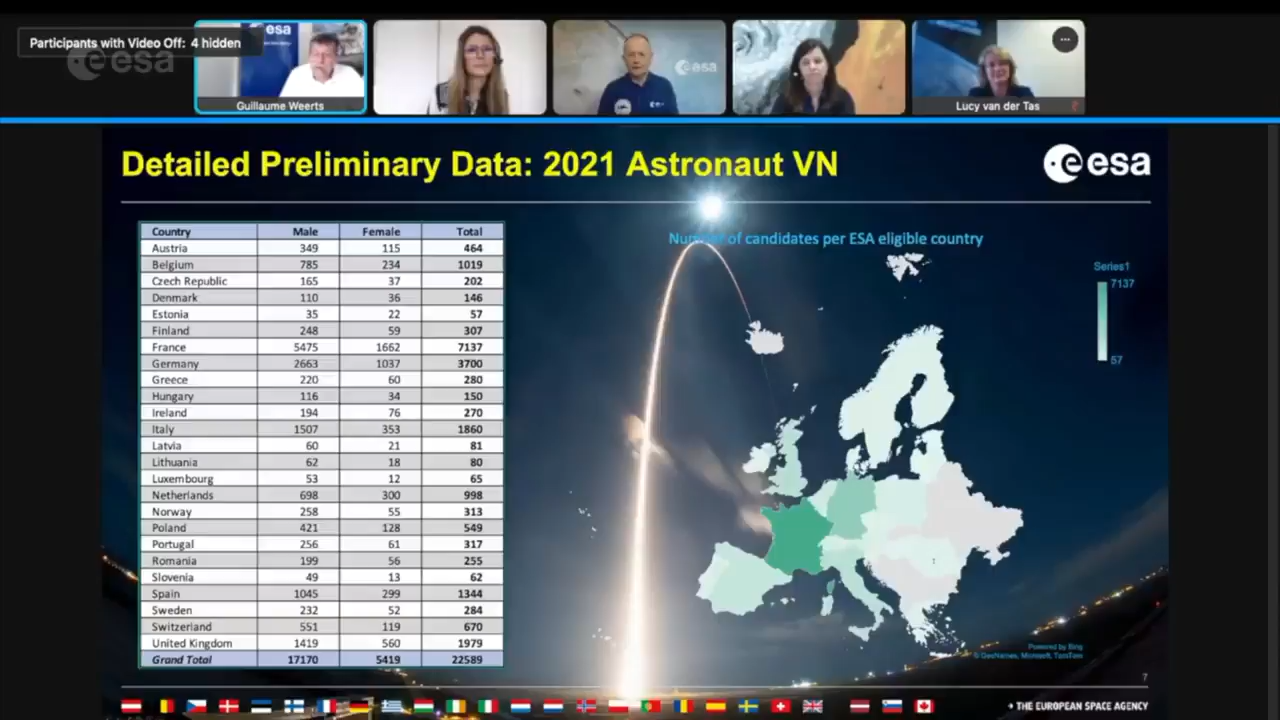 Participants with Video Off: 4 hidden
esa
esa
esa
Guillaume Weerts
Lucy van der Tas
Detailed Preliminary Data: 2021 Astronaut VN
esa
Country Male Female Total
Austria 349 115 464
Belgium 785 234 1019
Czech Republic 165 37 202
Denmark 110 36 146
Estonia 35 22 57
Finland 248 59 307
France 5475 1662 7137
Germany 2663 1037 3700
Greece 220 60 280
Hungary 116 34 150
Ireland 194 76 270
Italy 1507 353 1860
Latvia 60 21 81
Lithuania 62 18 80
Luxembourg 53 12 65
Netherlands 698 300 998
Norway 258 55 313
Poland 421 128 549
Portugal 256 61 317
Romania 199 56 255
Slovenia 49 13 62
Spain 1045 299 1344
Sweden 232 52 284
Switzerland 551 119 670
United Kingdom 1419 560 1979
Grand Total 17170 5419 22589
Number of candidates per ESA eligible country
Series1
7137
57
Powered by Bing
© GeoNames, Microsoft, TomTom
7
→ THE EUROPEAN SPACE AGENCY